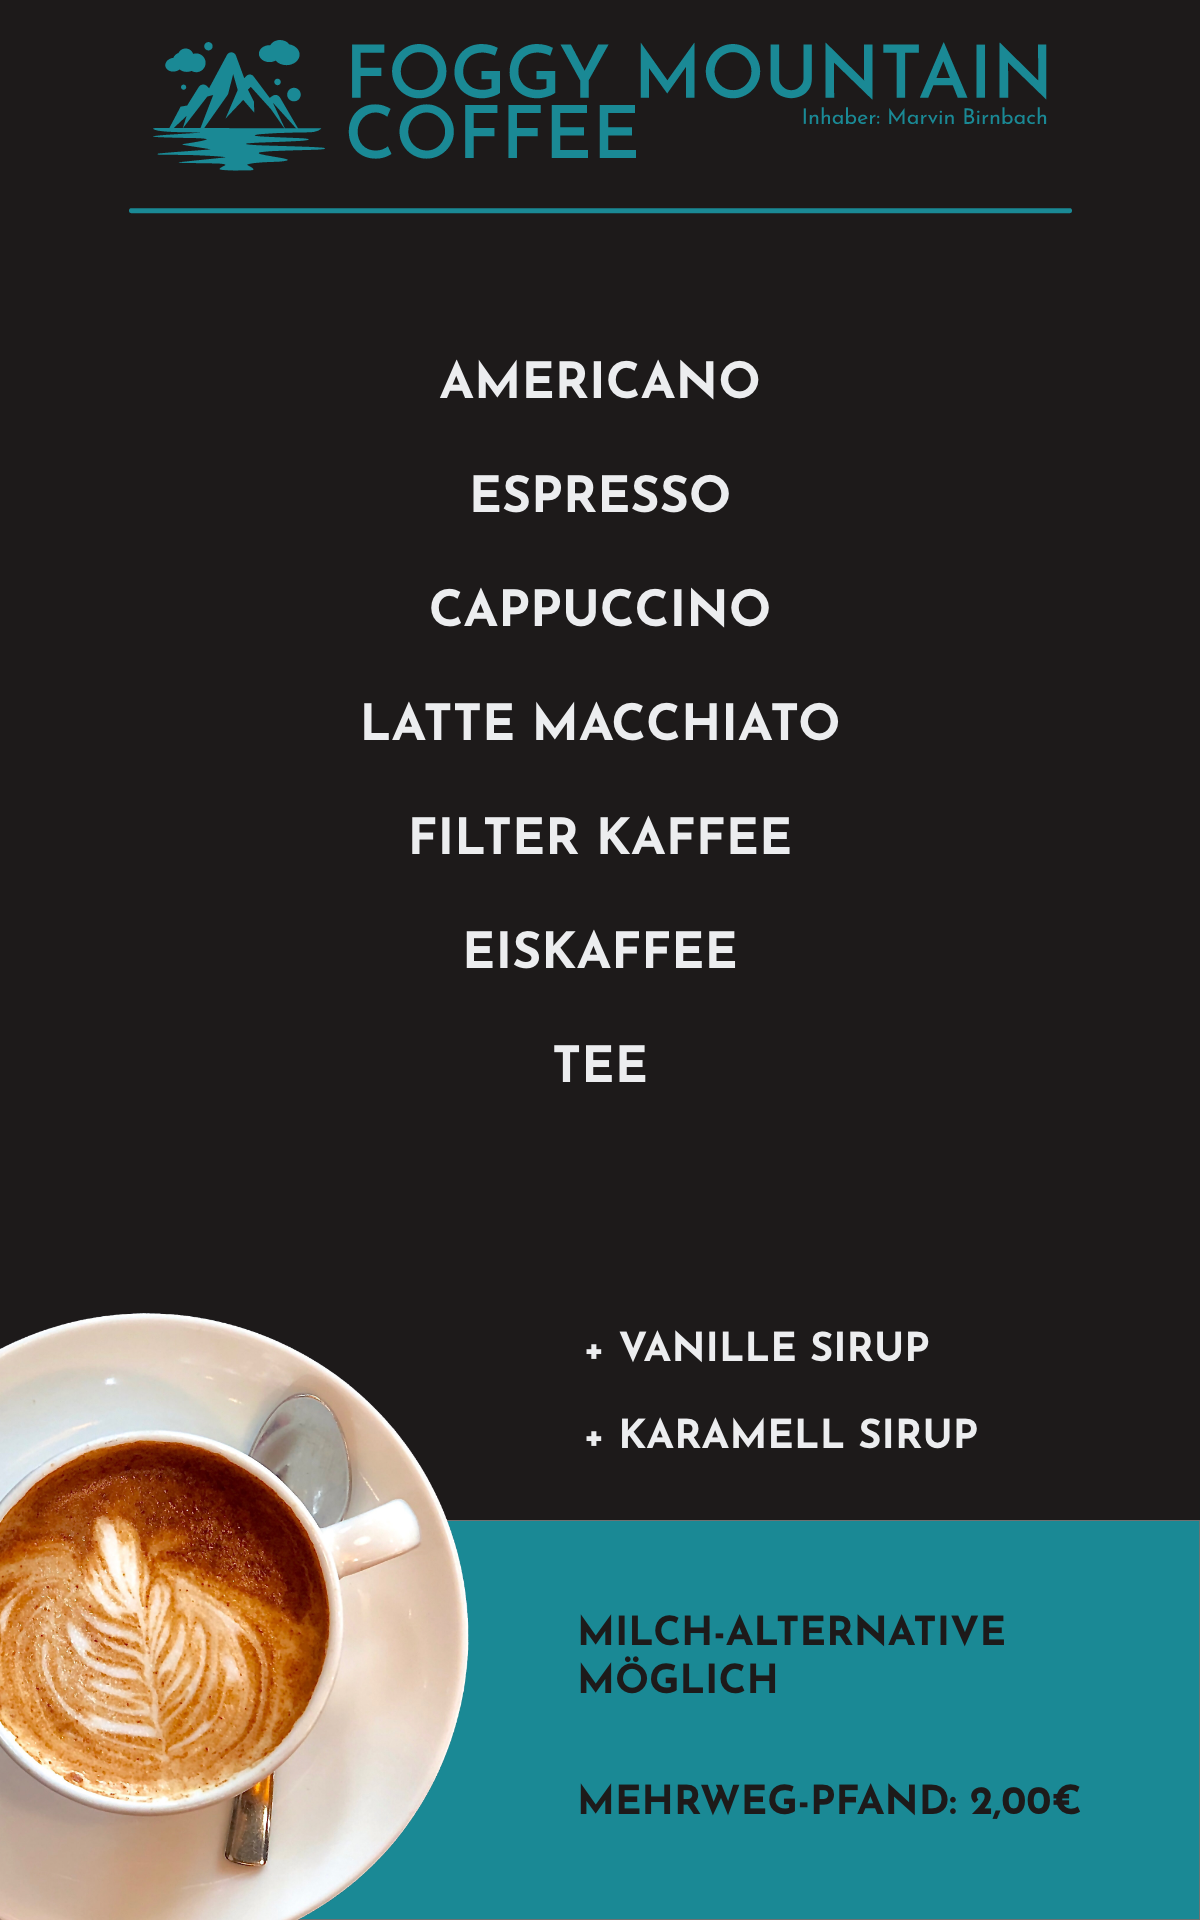 FOGGY MOUNTAIN
COFFEE
Inhaber: Marvin Birnbach
AMERICANO
ESPRESSO
CAPPUCCINO
LATTE MACCHIATO
FILTER KAFFEE
EISKAFFEE
TEE
+ VANILLE SIRUP
+ KARAMELL SIRUP
MILCH-ALTERNATIVE
MÖGLICH
MEHRWEG-PFAND: 2,00€